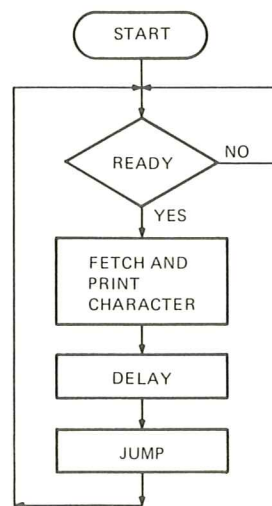 START
READY
NO
YES
FETCH AND
PRINT
CHARACTER
DELAY
JUMP